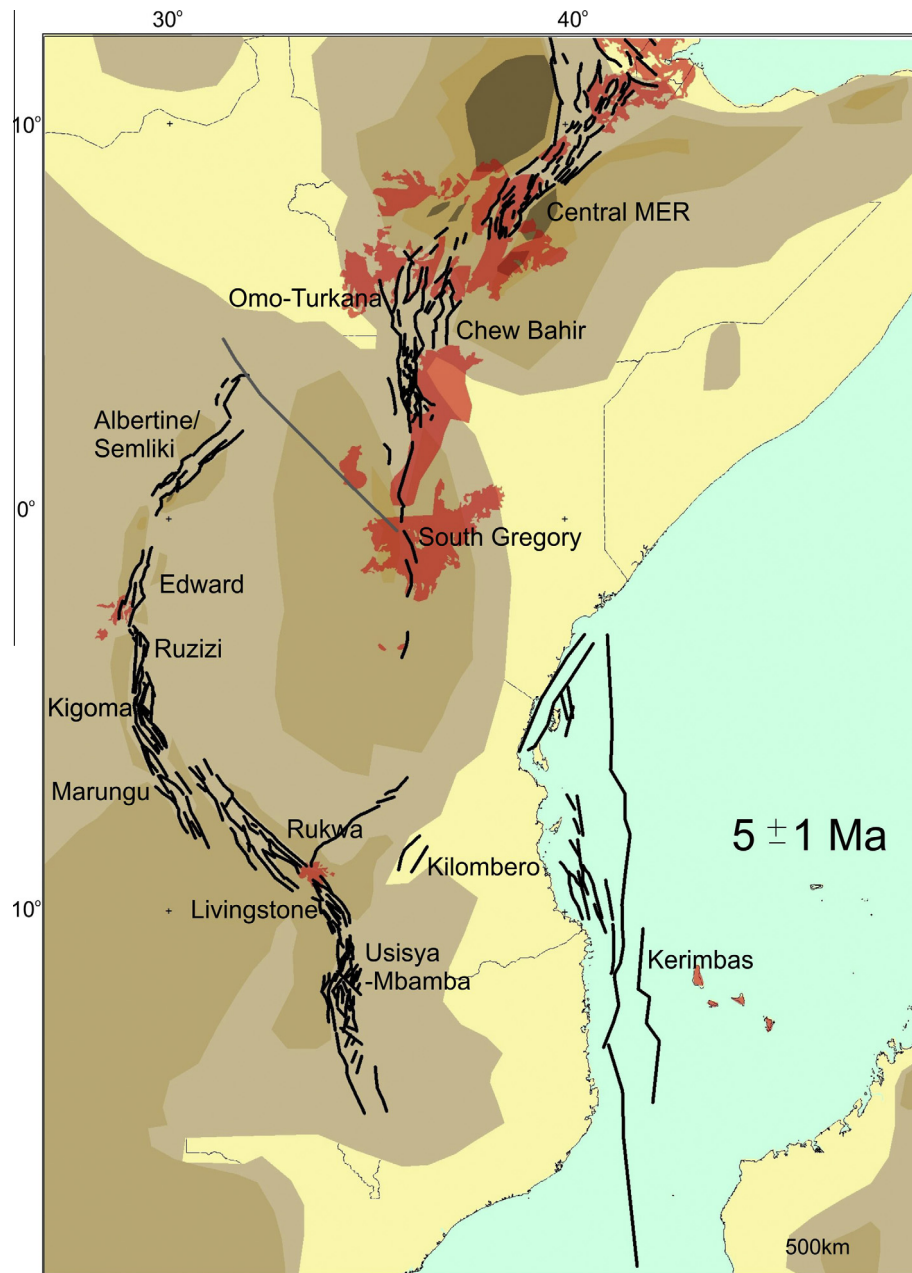 30°
40°
10°
Central MER
Omo-Turkana
Chew Bahir
Albertine/
Semliki
0°
South Gregory
Edward
Ruzizi
Kigoma
Marungu
5 ± 1 Ma
Rukwa
Kilombero
10°
Livingstone
Usisya
-Mbamba
Kerimbas
500km